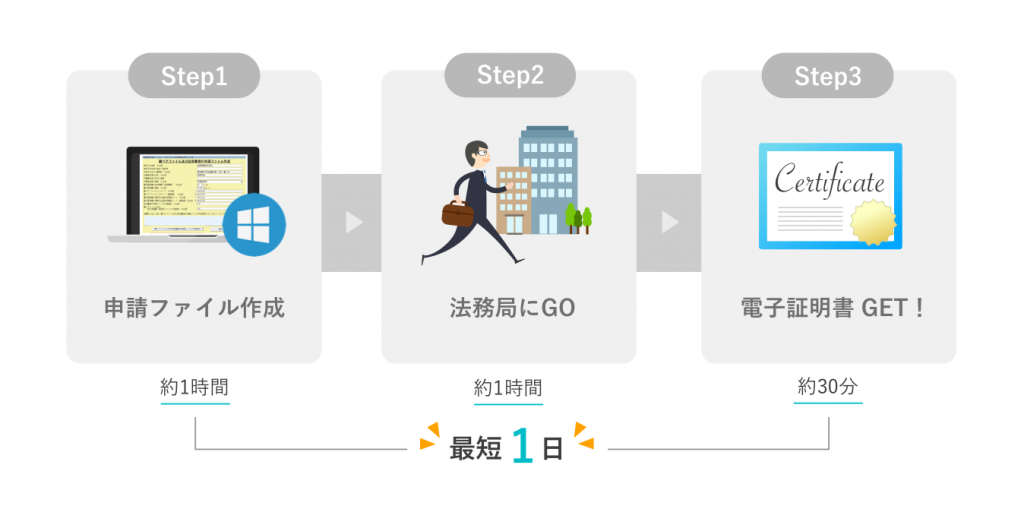 Step1
Step2
Step3
Certificate
申請ファイル作成
法務局にGO
電子証明書 GET！
約1時間
約1時間
約30分
最短1日